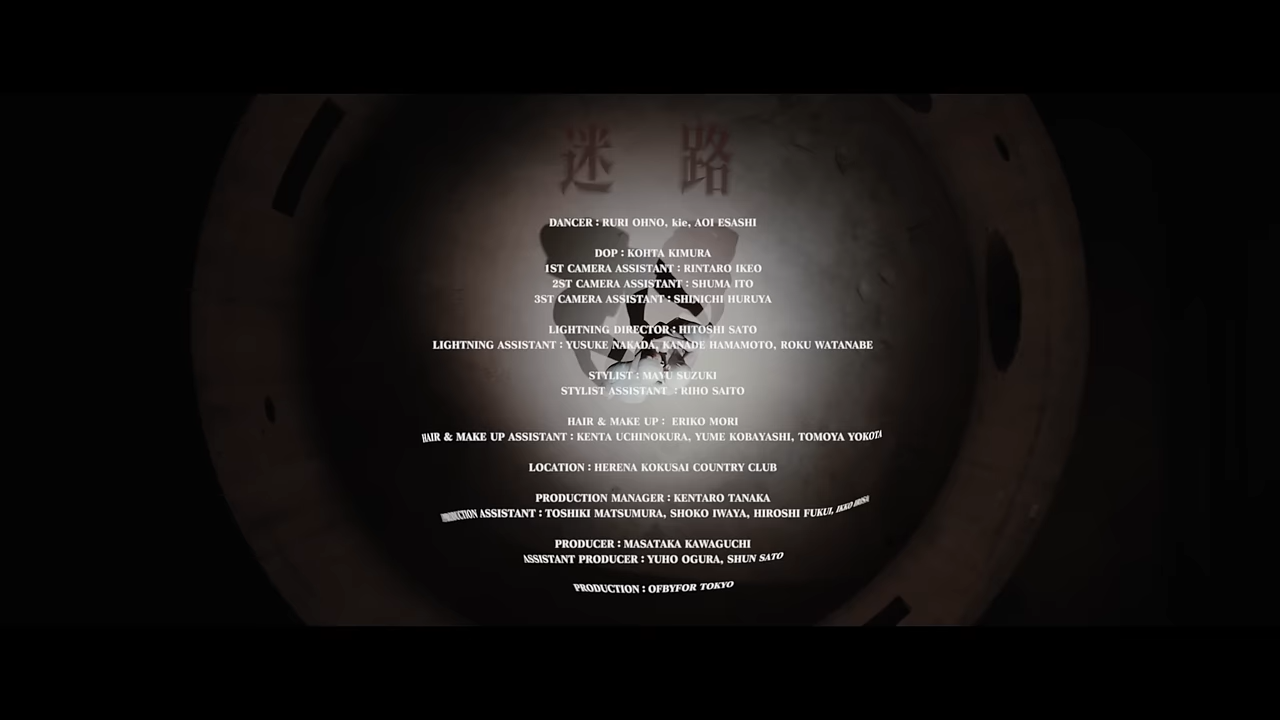 迷路
DANCER : RURI OHNO, kie, AOI ESASHI
DOP : KOHTA KIMURA
1ST CAMERA ASSISTANT : RINTARO IKEO
2ST CAMERA ASSISTANT : SHUMA ITO
3ST CAMERA ASSISTANT : SHINICHI HURUYA
LIGHTNING DIRECTOR : HITOSHI SATO
LIGHTNING ASSISTANT : YUSUKE NAKADA, KANADE HAMAMOTO, ROKU WATANABE
STYLIST : MAYU SUZUKI
STYLIST ASSISTANT : RIHO SAITO
HAIR & MAKE UP : ERIKO MORI
HAIR & MAKE UP ASSISTANT : KENTA UCHINOKURA, YUME KOBAYASHI, TOMOYA YOKOTA
LOCATION : HERENA KOKUSAI COUNTRY CLUB
PRODUCTION MANAGER : KENTARO TANAKA
PRODUCTION ASSISTANT : TOSHIKI MATSUMURA, SHOKO IWAYA, HIROSHI FUKUI, IKKO
PRODUCER : MASATAKA KAWAGUCHI
ASSISTANT PRODUCER : YUHO OGURA, SHUN SATO
PRODUCTION : OFBYFOR TOKYO